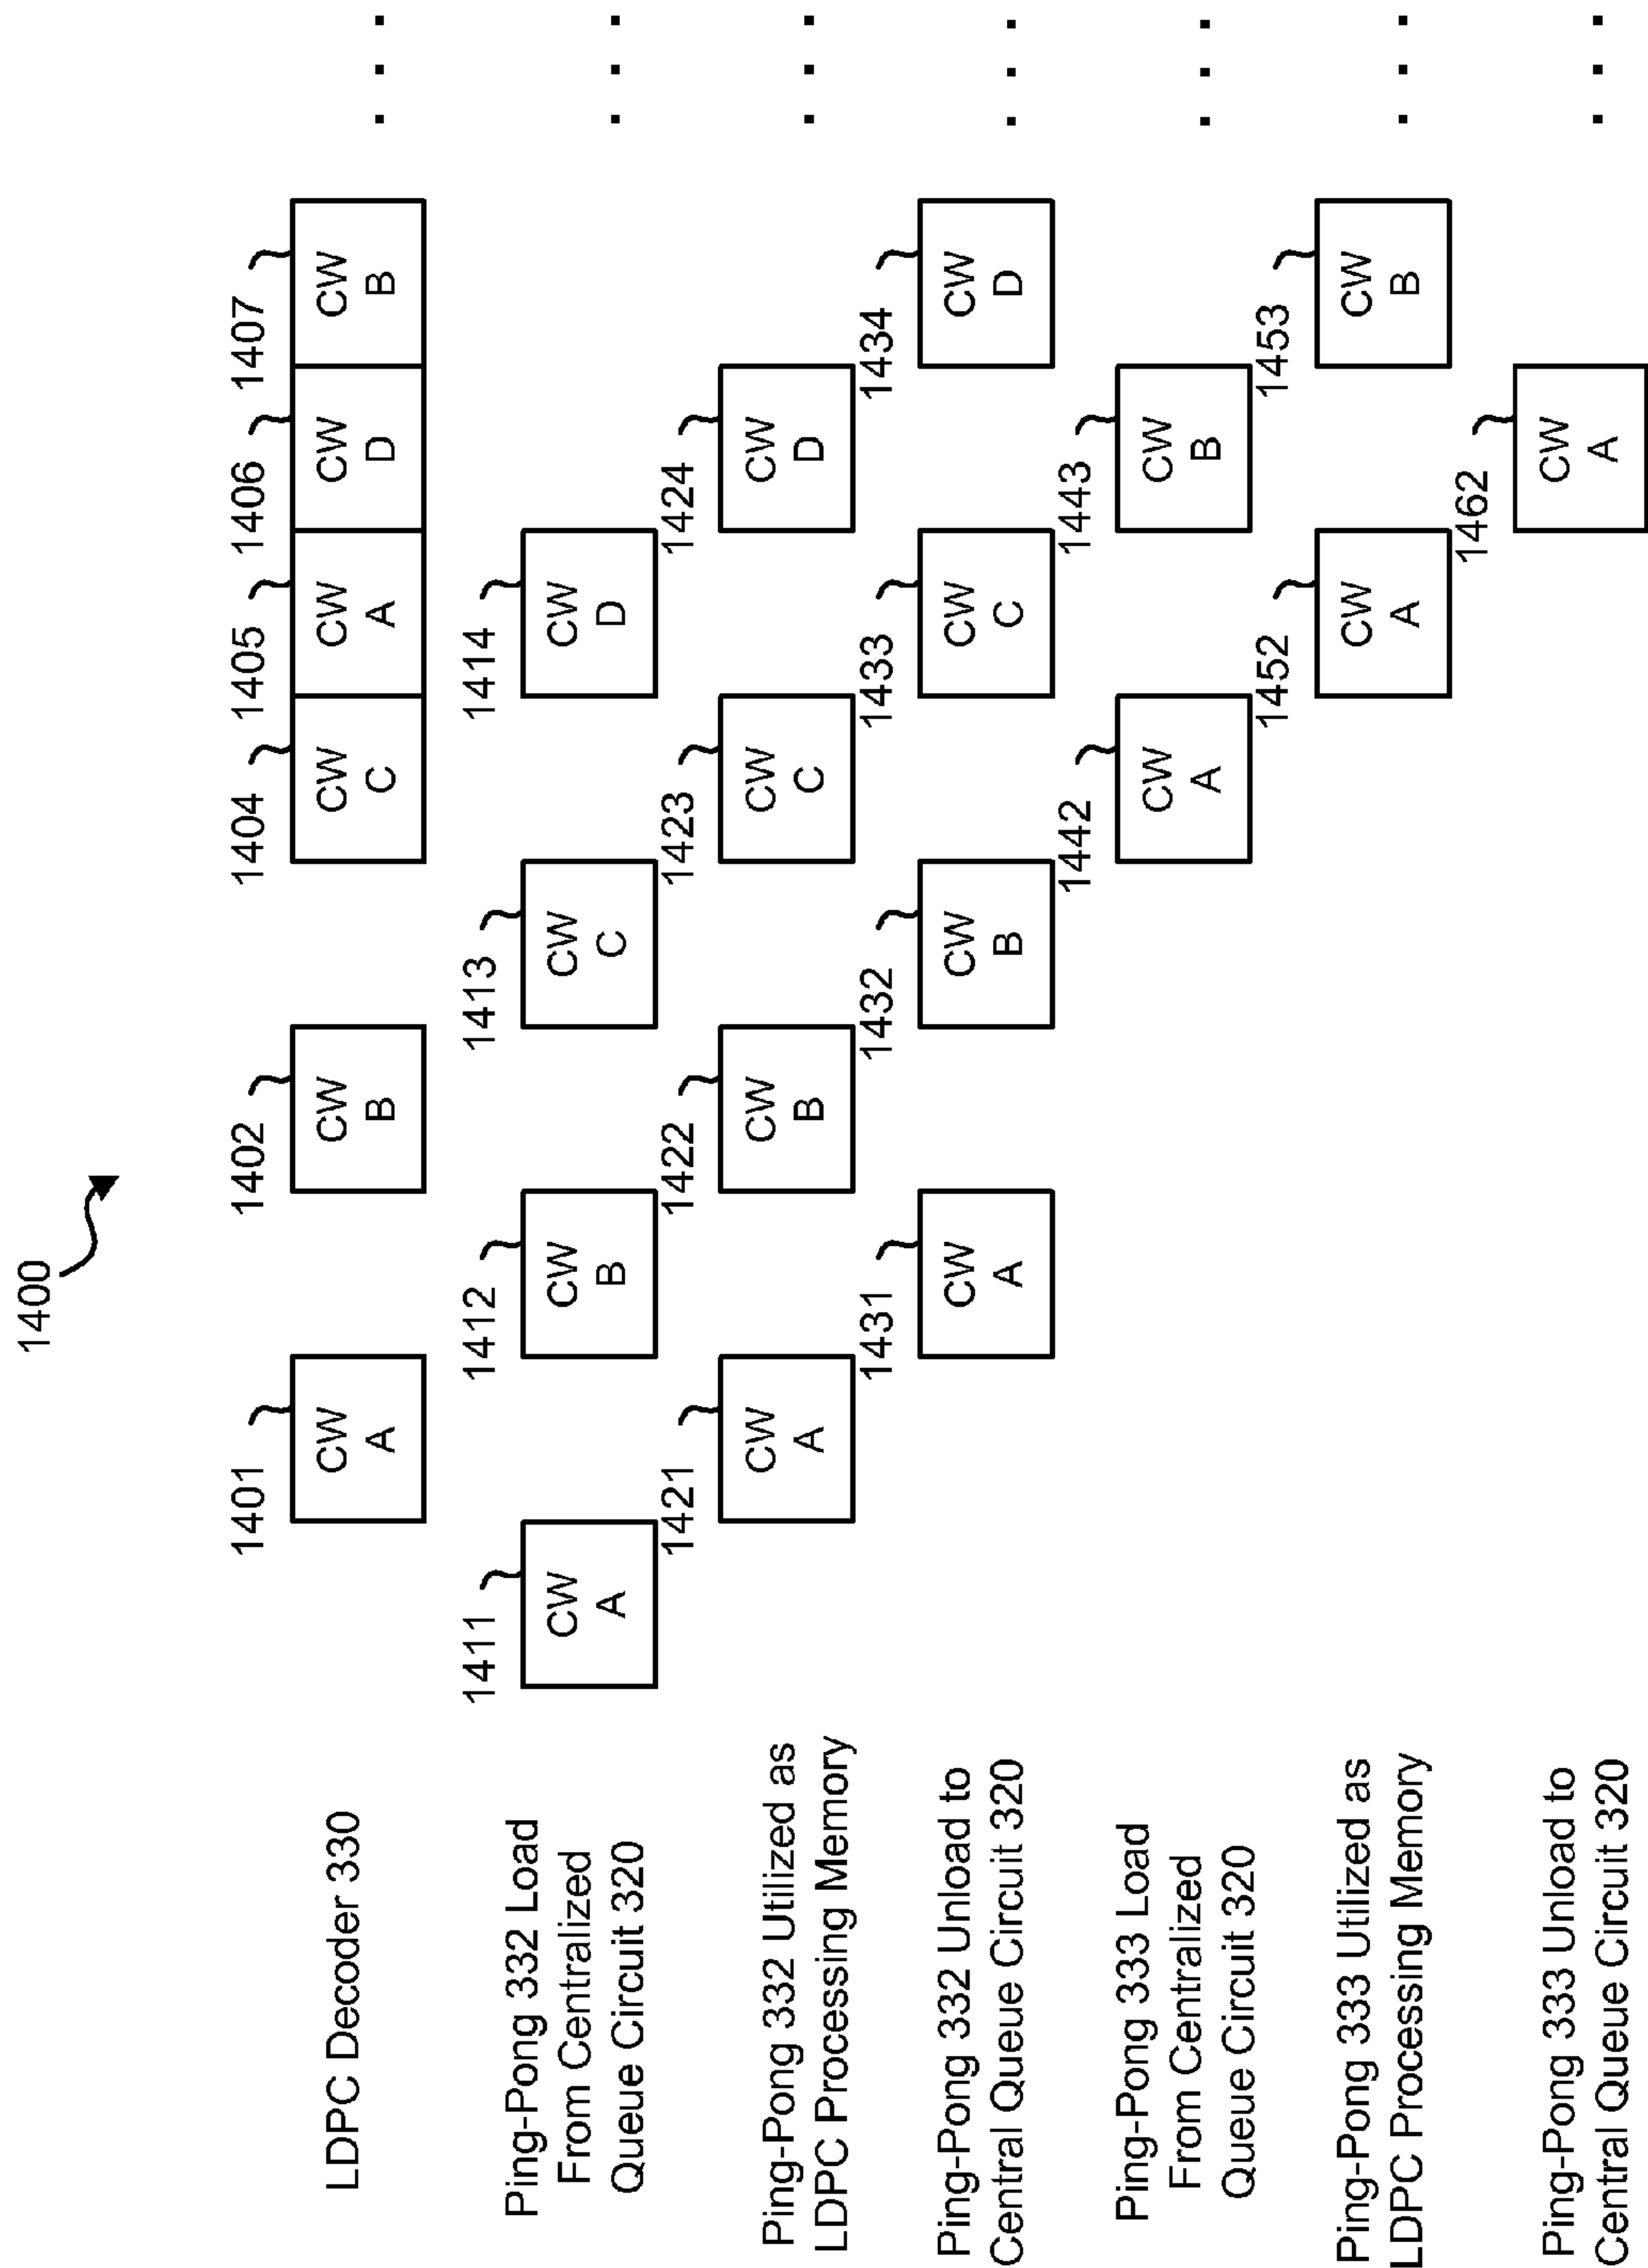 1400
LDPC Decoder 330
1401
CW
A
1402
CW
B
1404
CW
C
1405
CW
A
1406
CW
D
1407
CW
B
. . .
Ping-Pong 332 Load
From Centralized
Queue Circuit 320
1411
CW
A
1412
CW
B
1413
CW
C
1414
CW
D
. . .
Ping-Pong 332 Utilized as
LDPC Processing Memory
1421
CW
A
1422
CW
B
1423
CW
C
1424
CW
D
. . .
Ping-Pong 332 Unload to
Central Queue Circuit 320
1431
CW
A
1432
CW
B
1433
CW
C
1434
CW
D
. . .
Ping-Pong 333 Load
From Centralized
Queue Circuit 320
1442
CW
A
1443
CW
B
. . .
Ping-Pong 333 Utilized as
LDPC Processing Memory
1452
CW
A
1453
CW
B
. . .
Ping-Pong 333 Unload to
Central Queue Circuit 320
1462
CW
A
. . .